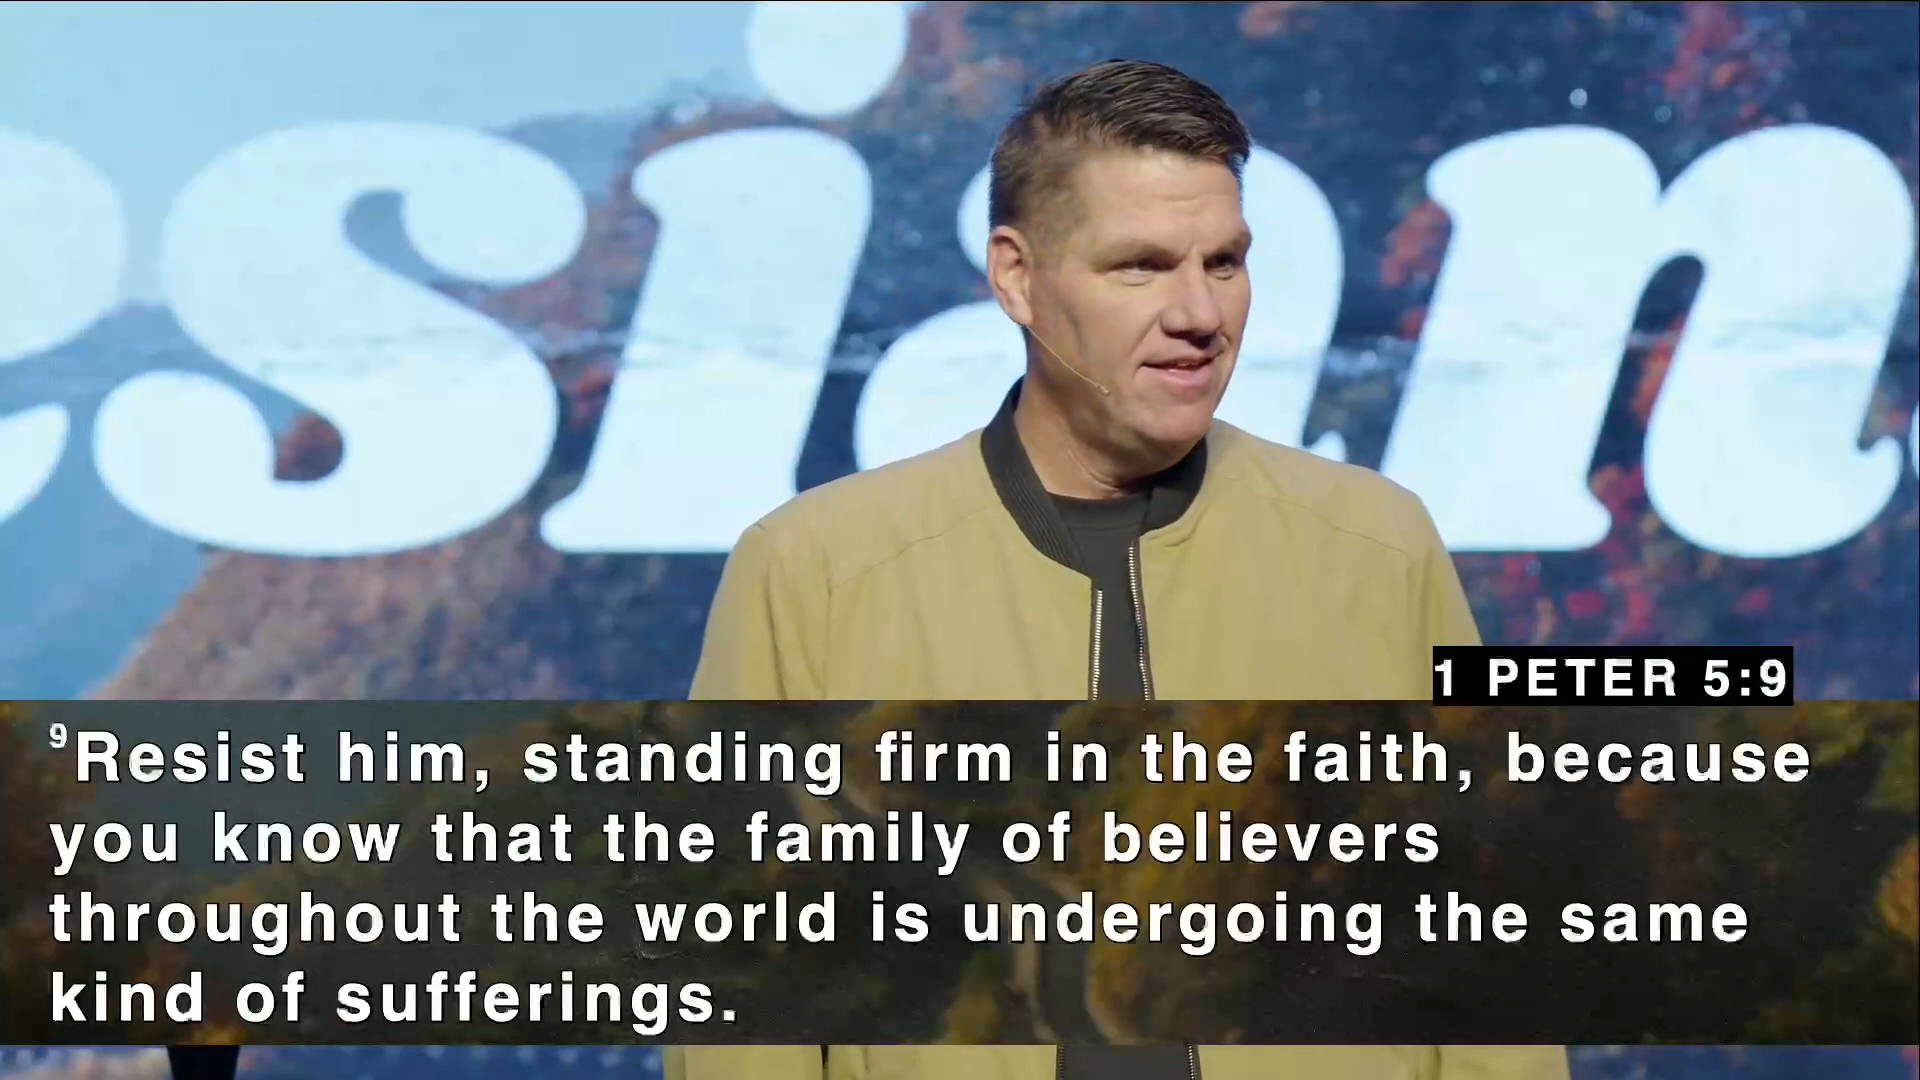 esian
1 PETER 5:9
9Resist him, standing firm in the faith, because
you know that the family of believers
throughout the world is undergoing the same
kind of sufferings.